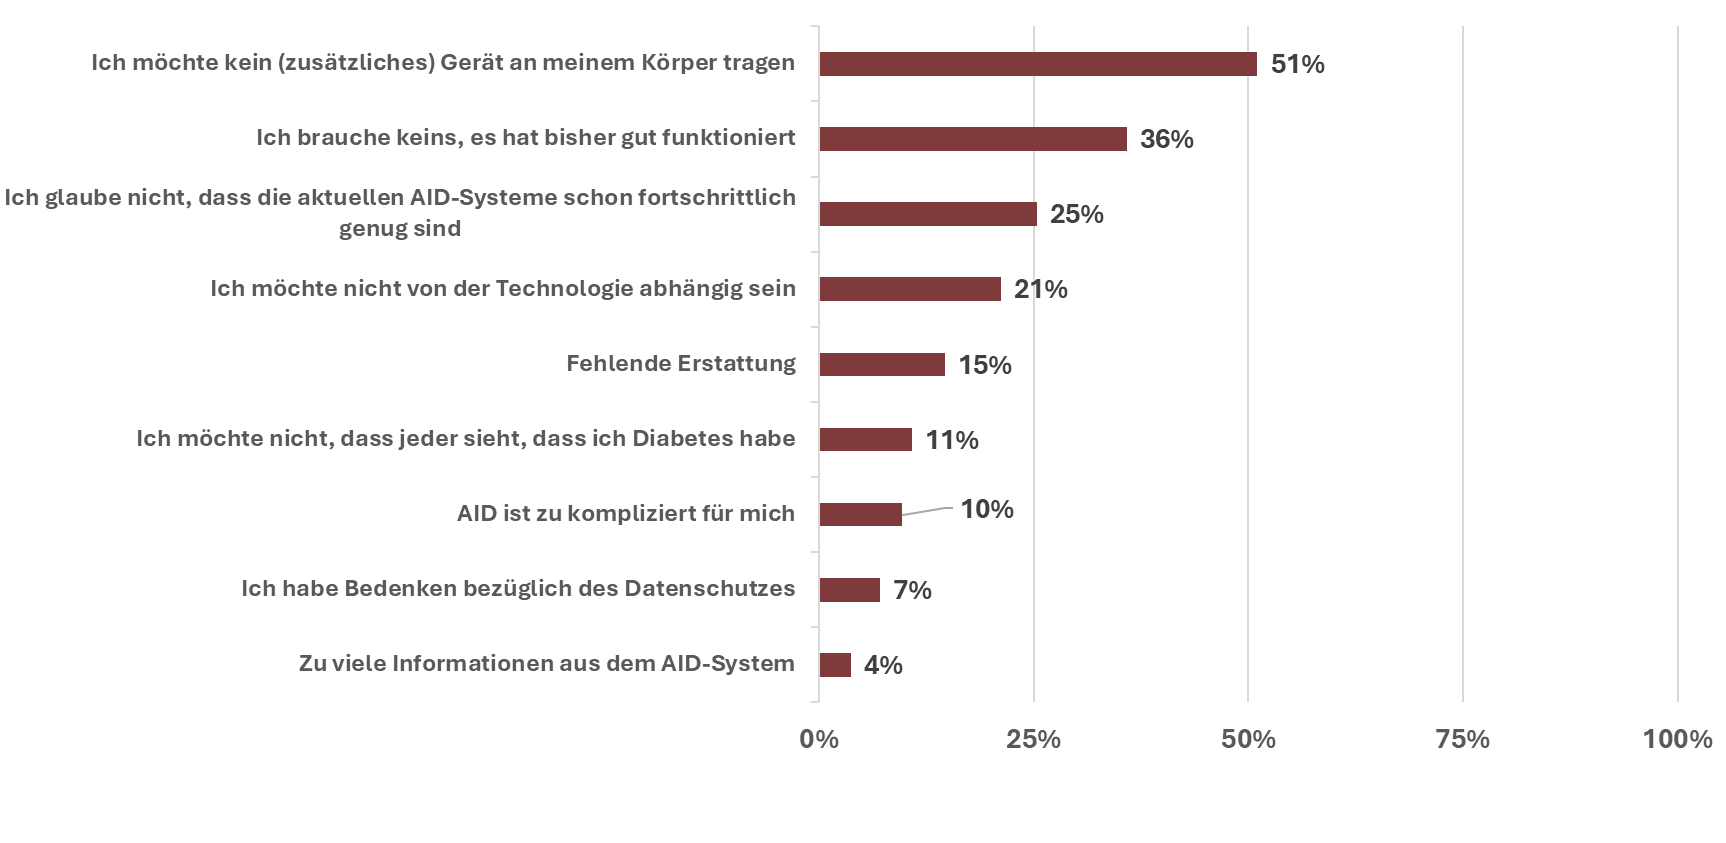 Ich möchte kein (zusätzliches) Gerät an meinem Körper tragen 51%
Ich brauche keins, es hat bisher gut funktioniert 36%
Ich glaube nicht, dass die aktuellen AID-Systeme schon fortschrittlich
genug sind 25%
Ich möchte nicht von der Technologie abhängig sein 21%
Fehlende Erstattung 15%
Ich möchte nicht, dass jeder sieht, dass ich Diabetes habe 11%
AID ist zu kompliziert für mich 10%
Ich habe Bedenken bezüglich des Datenschutzes 7%
Zu viele Informationen aus dem AID-System 4%
0% 25% 50% 75% 100%